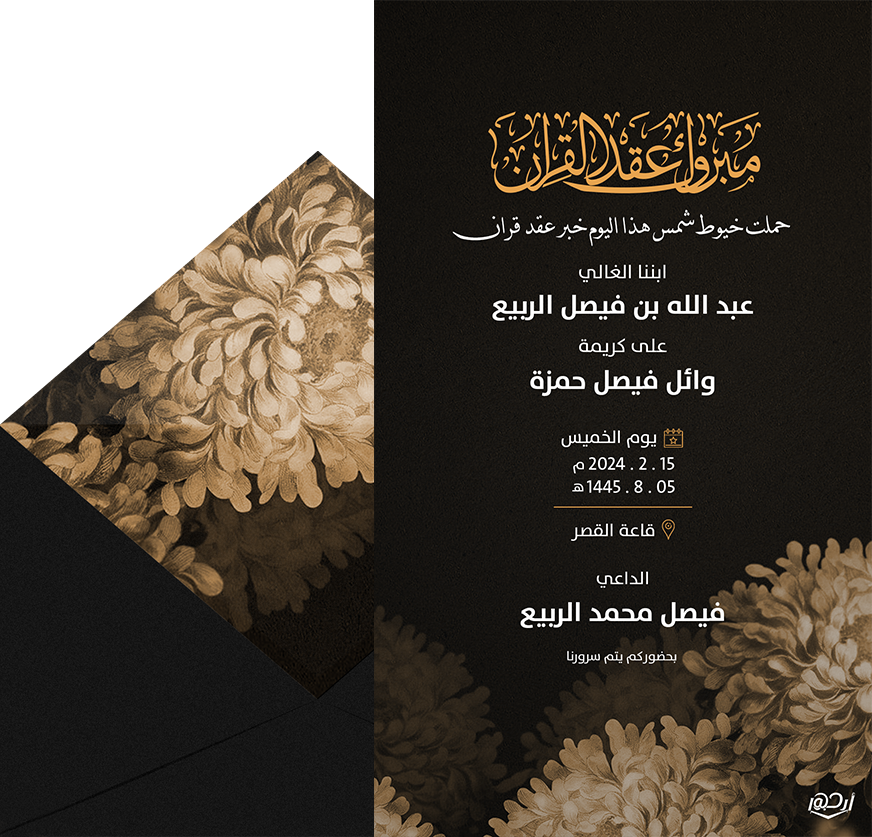 مبروك عقد القران
حملت خيوط شمس هذا اليوم خبر عقد قران
ابننا الغالي
عبد الله بن فيصل الربيع
على كريمة
وائل فيصل حمزة
يوم الخميس
15 . 2 . 2024 م
05 . 8 . 1445 هـ
قاعة القصر
الداعي
فيصل محمد الربيع
بحضوركم يتم سرورنا